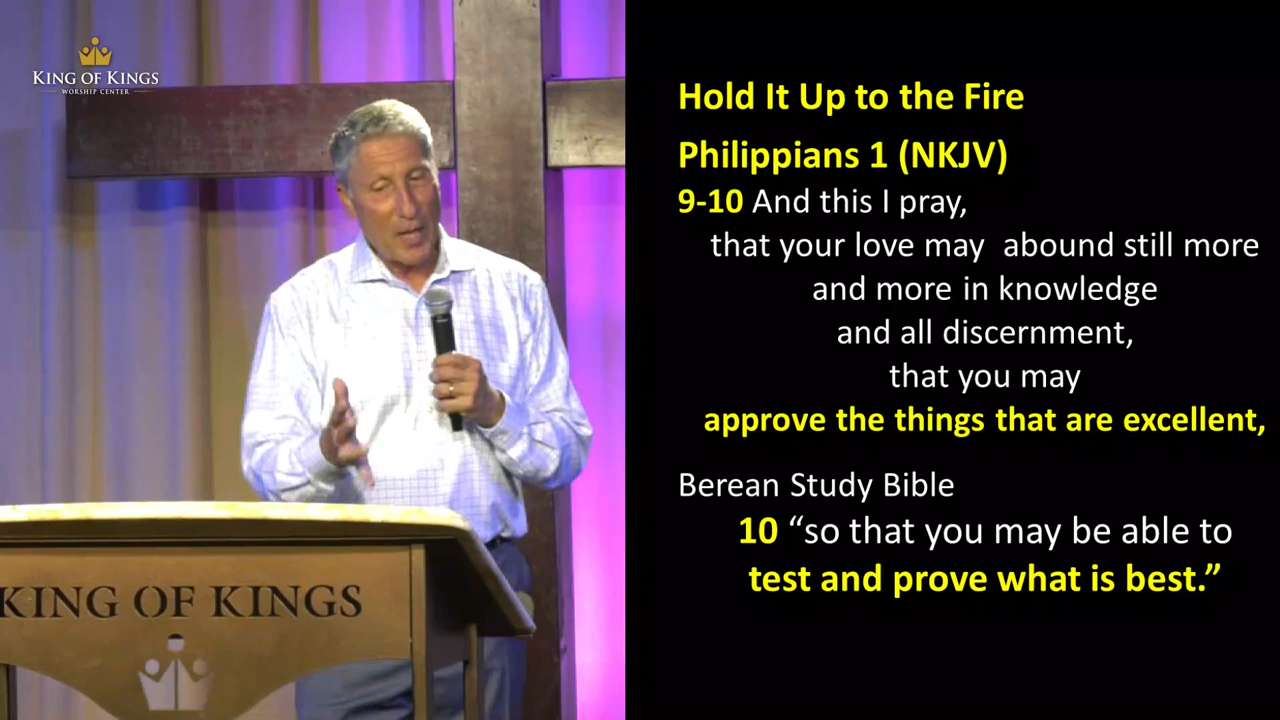 KING OF KINGS
WORSHIP CENTER
KING OF KINGS
Hold It Up to the Fire
Philippians 1 (NKJV)
9-10 And this I pray,
that your love may  abound still more
and more in knowledge
and all discernment,
that you may
approve the things that are excellent,
Berean Study Bible
10 “so that you may be able to
test and prove what is best.”